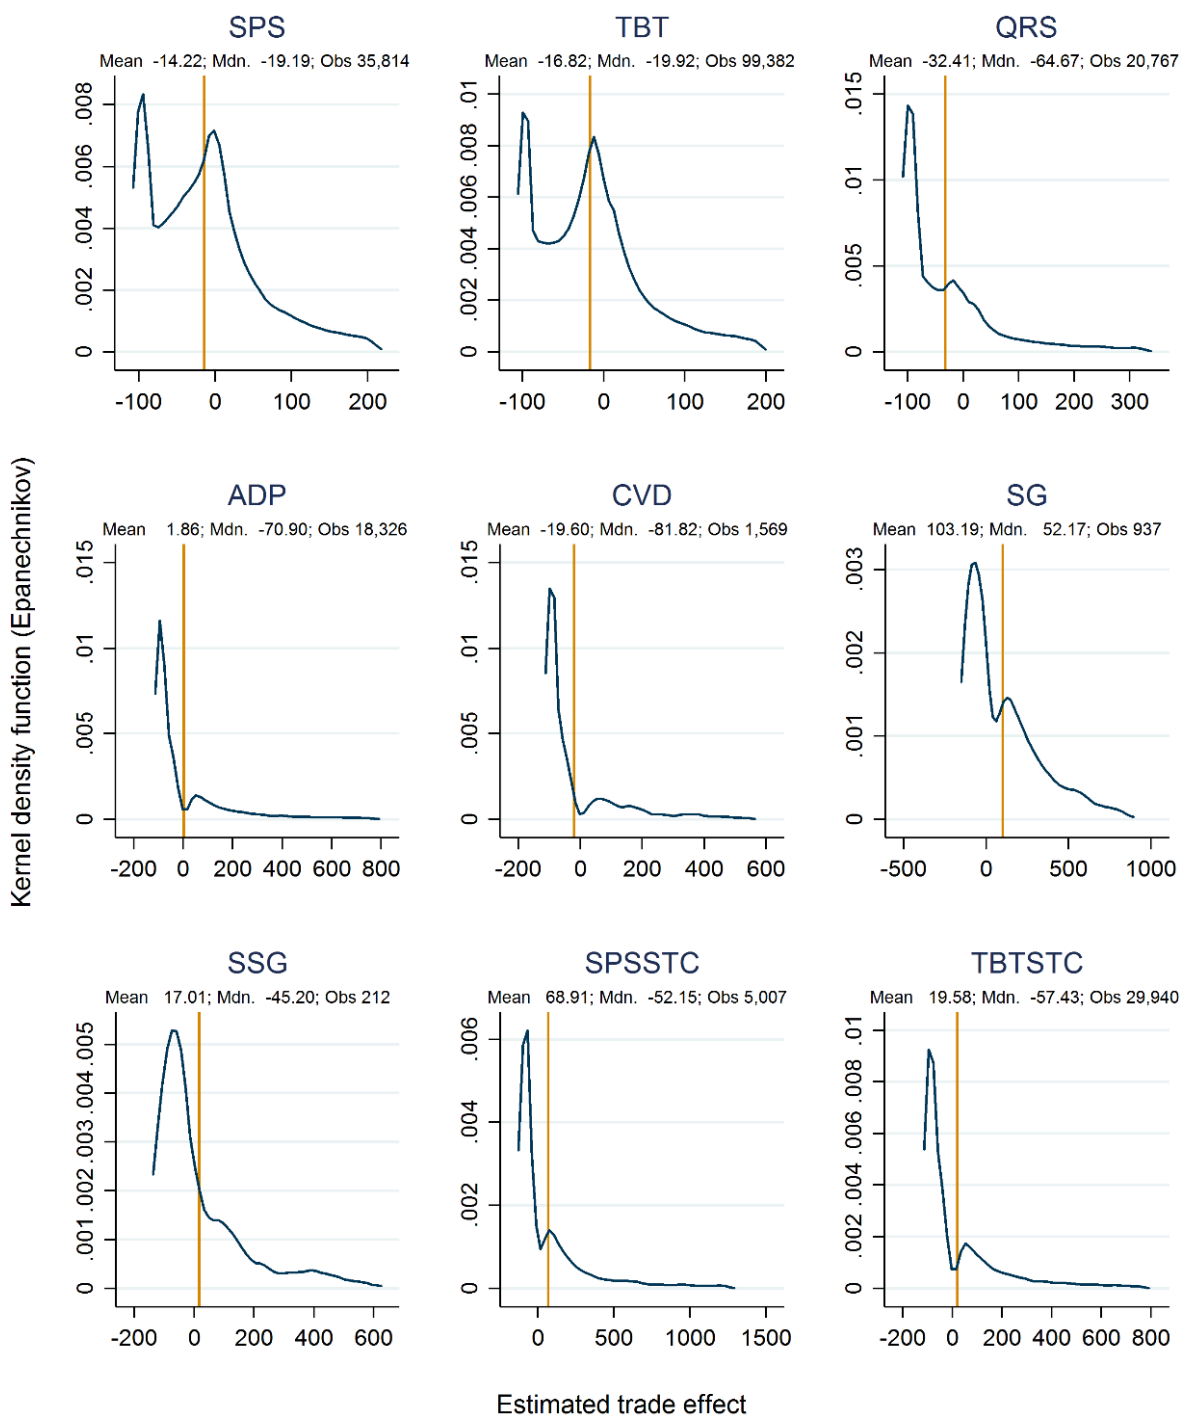 SPS
Mean -14.22; Mdn. -19.19; Obs 35,814
.008
.006
.004
.002
0
-100 0 100 200
TBT
Mean -16.82; Mdn. -19.92; Obs 99,382
.01
.008
.006
.004
.002
0
-100 0 100 200
QRS
Mean -32.41; Mdn. -64.67; Obs 20,767
.015
.01
.005
0
-100 0 100 200 300
Kernel density function (Epanechnikov)
ADP
Mean 1.86; Mdn. -70.90; Obs 18,326
.015
.01
.005
0
-200 0 200 400 600 800
CVD
Mean -19.60; Mdn. -81.82; Obs 1,569
.015
.01
.005
0
-200 0 200 400 600
SG
Mean 103.19; Mdn. 52.17; Obs 937
.003
.002
.001
0
-500 0 500 1000
SSG
Mean 17.01; Mdn. -45.20; Obs 212
.005
.004
.003
.002
.001
0
-200 0 200 400 600
SPSSTC
Mean 68.91; Mdn. -52.15; Obs 5,007
.006
.004
.002
0
0 500 1000 1500
TBTSTC
Mean 19.58; Mdn. -57.43; Obs 29,940
.01
.008
.006
.004
.002
0
-200 0 200 400 600 800
Estimated trade effect